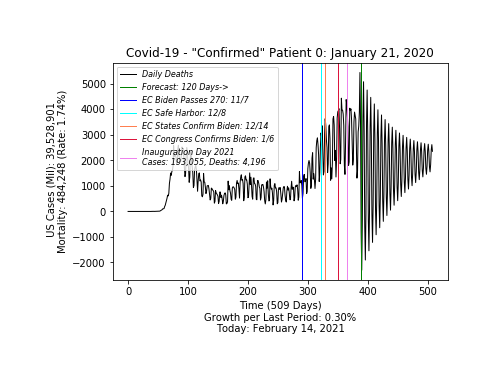 Covid-19 - "Confirmed" Patient 0: January 21, 2020
Daily Deaths
Forecast: 120 Days->
EC Biden Passes 270: 11/7
EC Safe Harbor: 12/8
EC States Confirm Biden: 12/14
EC Congress Confirms Biden: 1/6
Inauguration Day 2021
Cases: 193,055, Deaths: 4,196
US Cases (Mil): 39,528,901
Mortality: 484,248 (Rate: 1.74%)
5000
4000
3000
2000
1000
0
−1000
−2000
0 100 200 300 400 500
Time (509 Days)
Growth per Last Period: 0.30%
Today: February 14, 2021